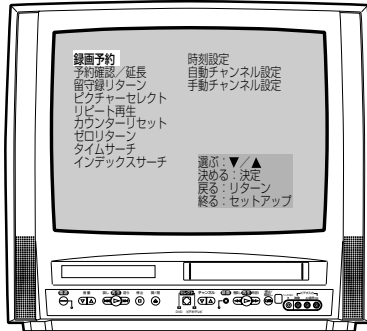 録画予約
予約確認／延長
留守録リターン
ピクチャーセレクト
リピート再生
カウンターリセット
ゼロリターン
タイムサーチ
インデックスサーチ
時刻設定
自動チャンネル設定
手動チャンネル設定
選ぶ：▼／▲
決める：決定
戻る：リターン
終る：セットアップ
チャンネル